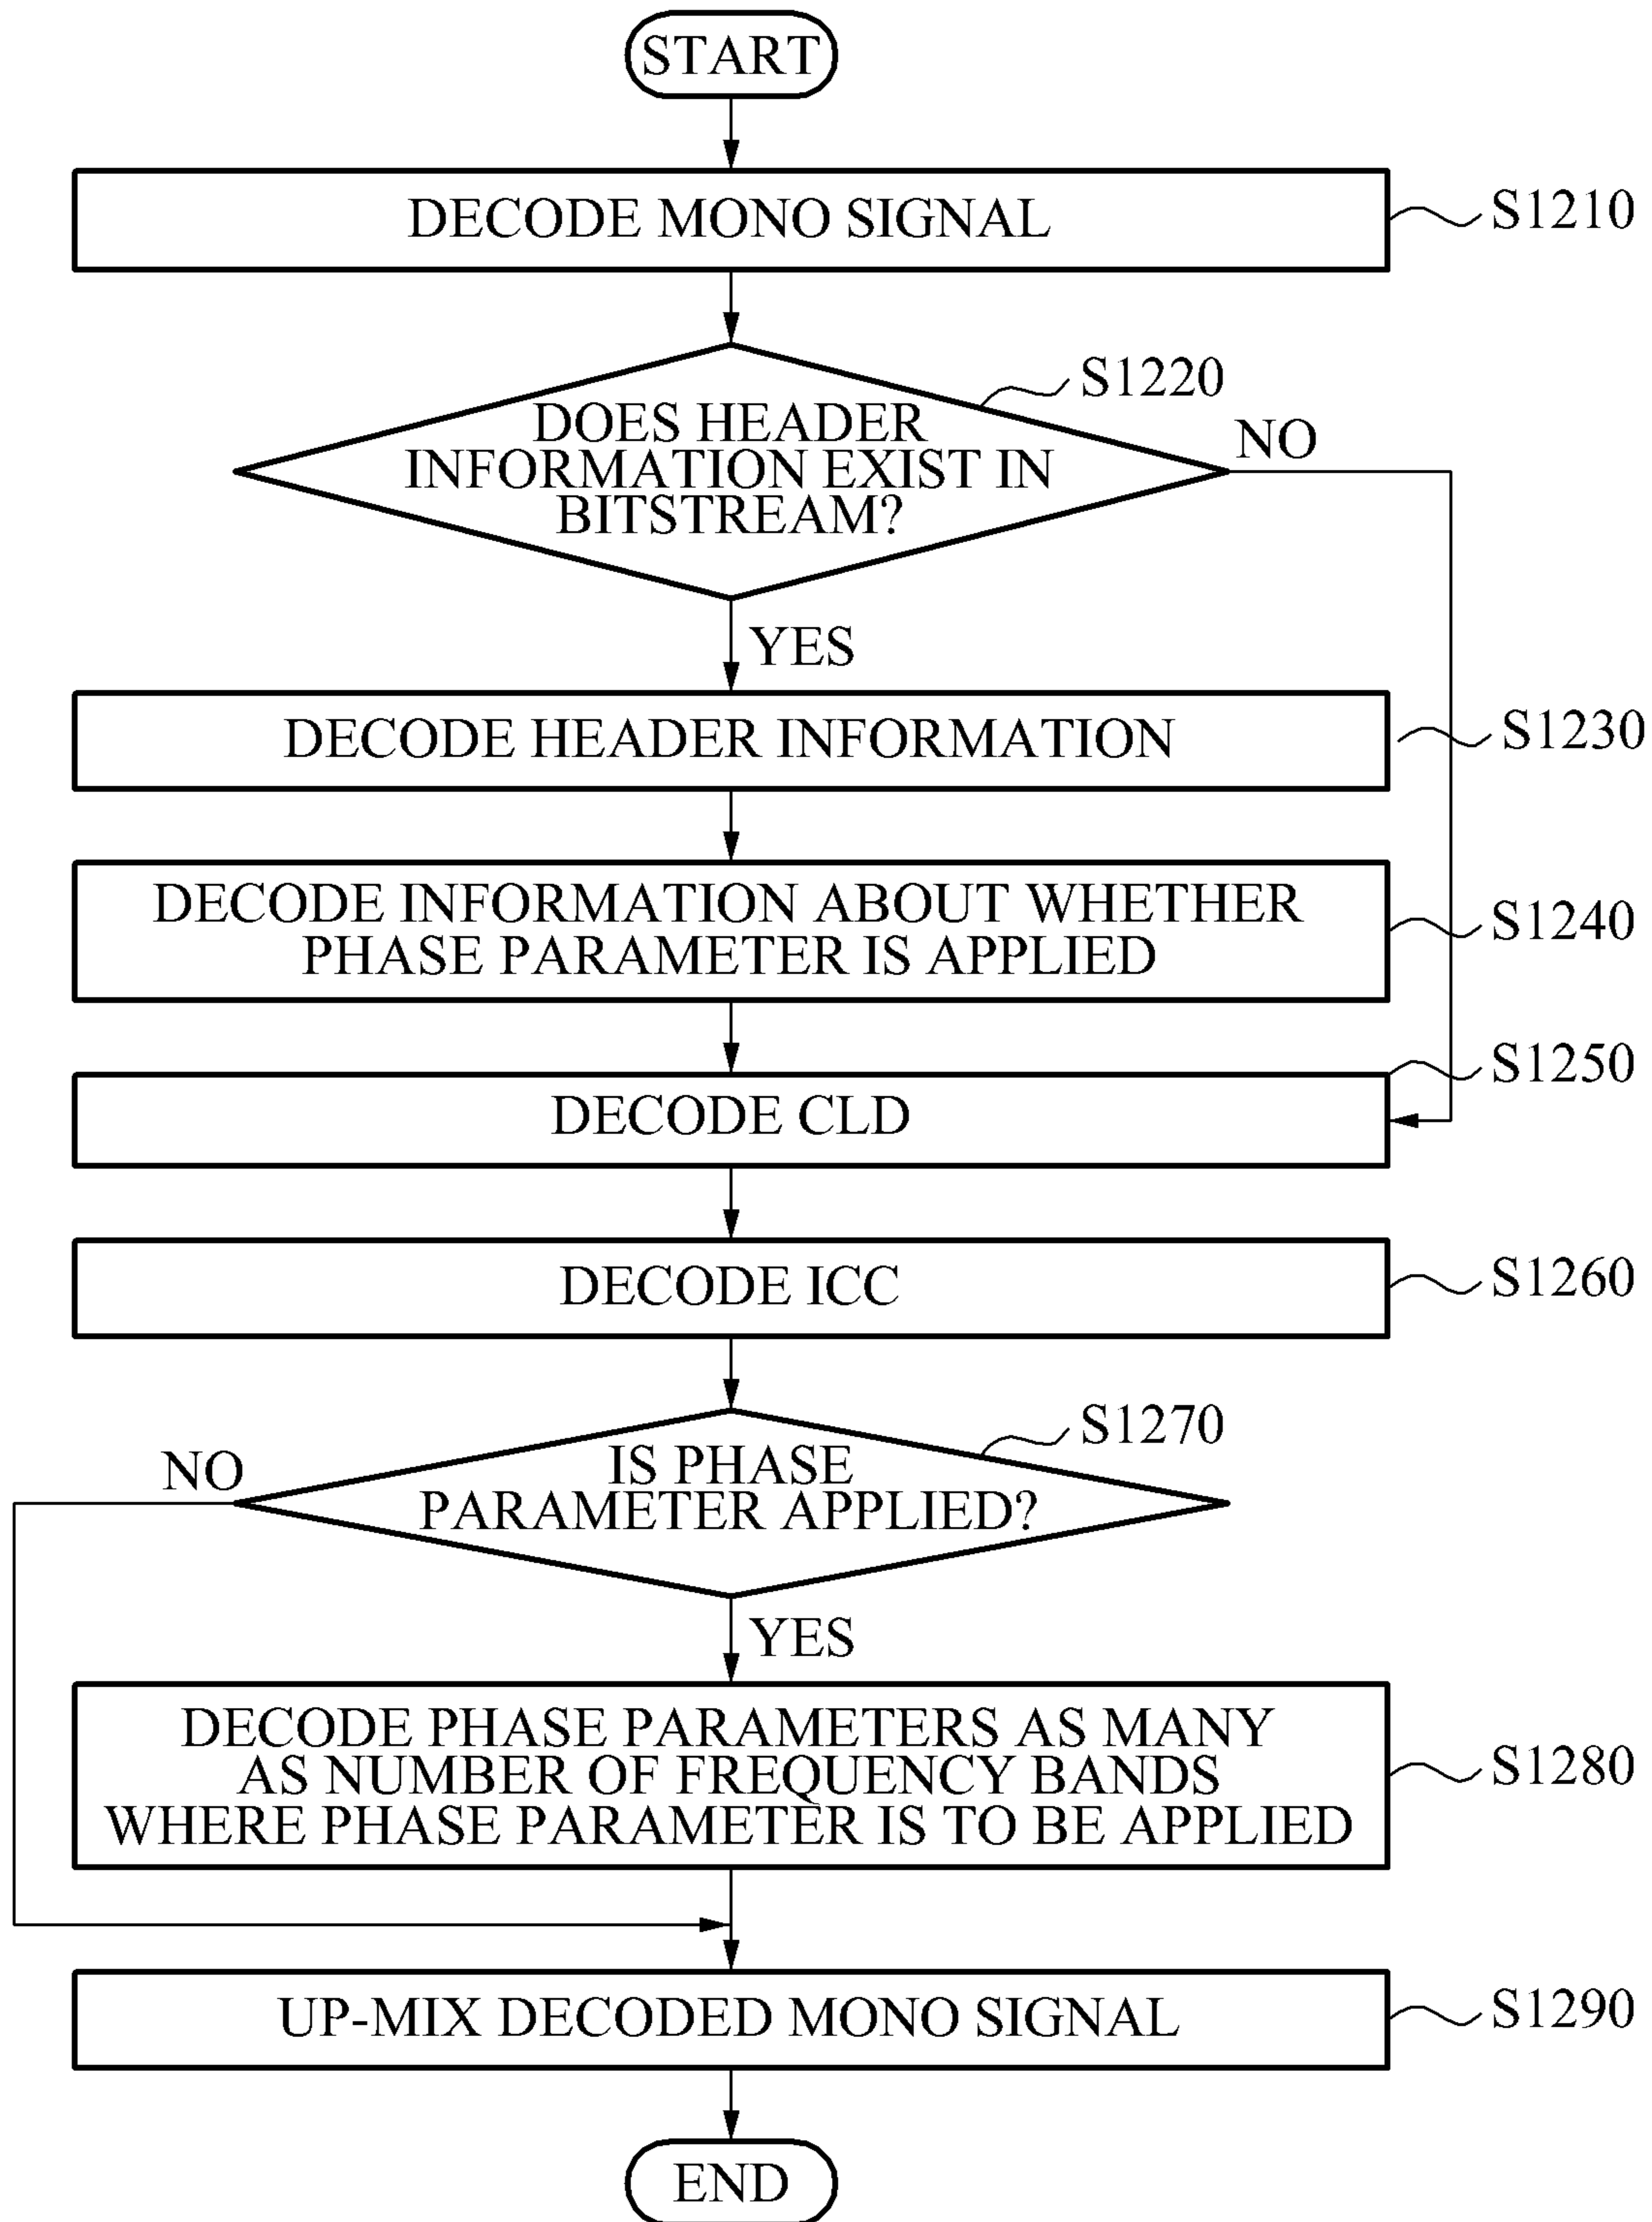 START
DECODE MONO SIGNAL
S1210
S1220
DOES HEADER
INFORMATION EXIST IN
BITSTREAM?
NO
YES
DECODE HEADER INFORMATION
S1230
DECODE INFORMATION ABOUT WHETHER
PHASE PARAMETER IS APPLIED
S1240
S1250
DECODE CLD
DECODE ICC
S1260
S1270
IS PHASE
PARAMETER APPLIED?
NO
YES
DECODE PHASE PARAMETERS AS MANY
AS NUMBER OF FREQUENCY BANDS
WHERE PHASE PARAMETER IS TO BE APPLIED
S1280
UP-MIX DECODED MONO SIGNAL
S1290
END